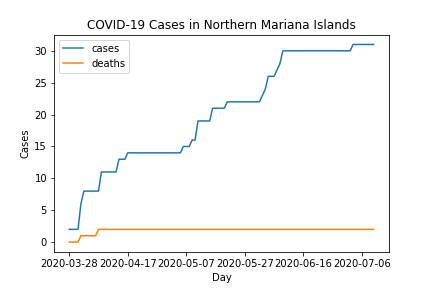 COVID-19 Cases in Northern Mariana Islands
cases
deaths
30
25
20
15
10
5
0
Cases
2020-03-28 2020-04-17 2020-05-07 2020-05-27 2020-06-16 2020-07-06
Day